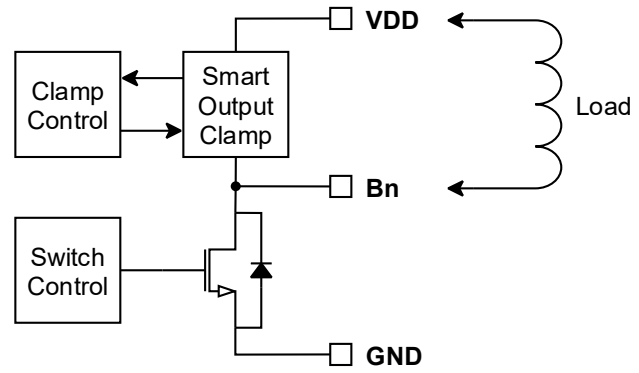 VDD
Clamp
Control
Smart
Output
Clamp
Load
Bn
Switch
Control
GND